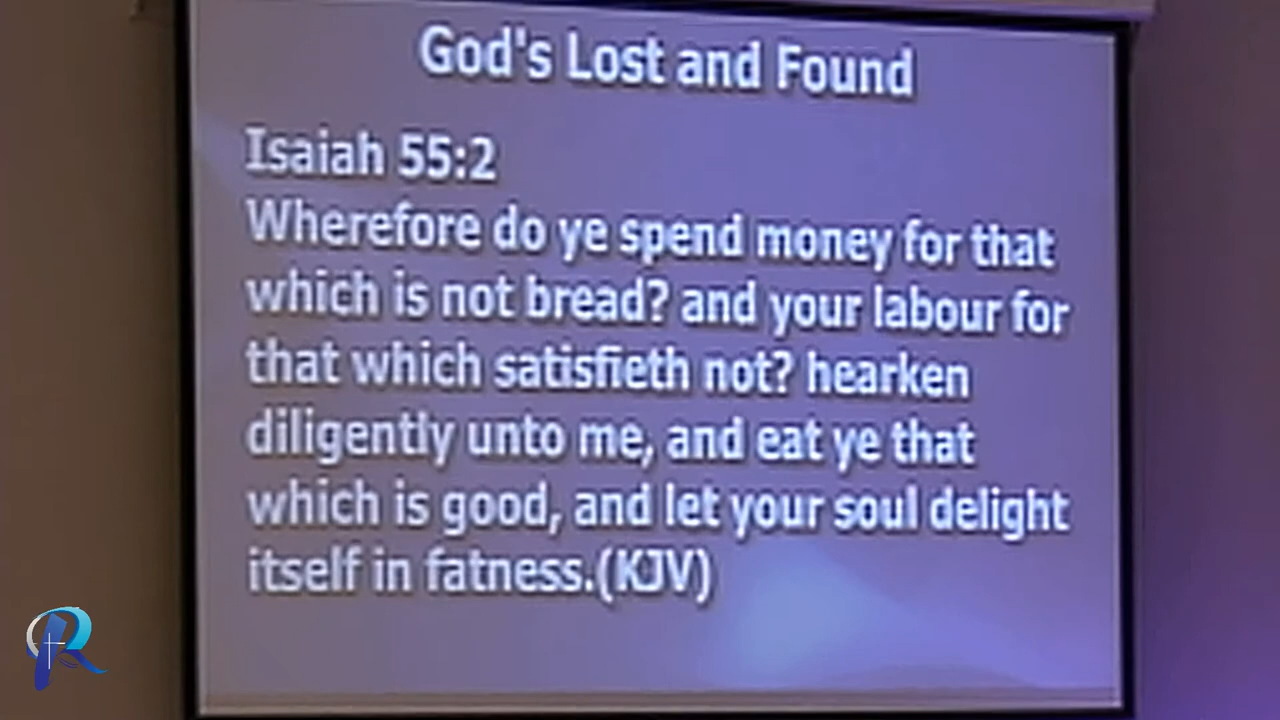 God's Lost and Found
Isaiah 55:2
Wherefore do ye spend money for that
which is not bread? and your labour for
that which satisfieth not? hearken
diligently unto me, and eat ye that
which is good, and let your soul delight
itself in fatness.(KJV)